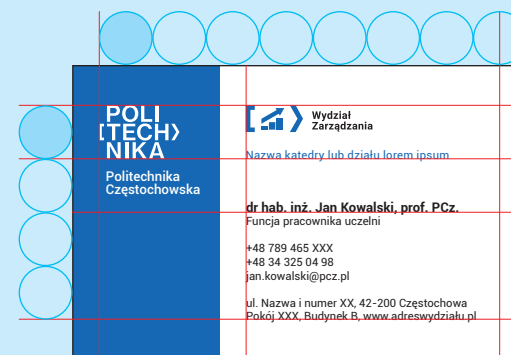 POLI
[TECH⟩
NIKA
Politechnika
Częstochowska
Wydział
Zarządzania
Nazwa katedry lub działu lorem ipsum
dr hab. inż. Jan Kowalski, prof. PCz.
Funcja pracownika uczelni
+48 789 465 XXX
+48 34 325 04 98
jan.kowalski@pcz.pl
ul. Nazwa i numer XX, 42-200 Częstochowa
Pokój XXX, Budynek B, www.adreswydziału.pl